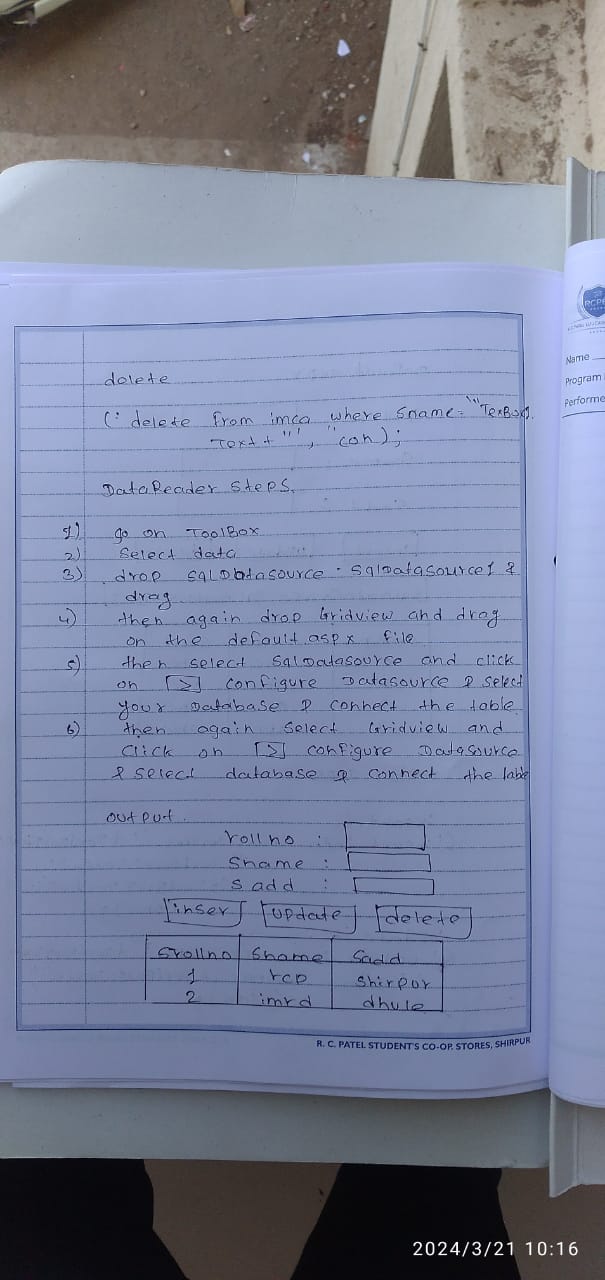 delete
(" delete from imca where sname = '" TexBox1.
Text + "'", "con);
DataReader steps.
1) go on ToolBox
2) Select data
3) drop sqlDatasource . sqlDatasource1 &
drag
4) then again drop Gridview and drag
on the default.aspx file
5) then select SqlDatasource and click
on [>] configure Datasource & select
your Database & connect the table
6) then again select Gridview and
Click on [>] configure Datasource
& select database & connect the table
output.
rollno :
Sname :
S add :
inser update delete
Srollno Sname Sadd
1 rcp Shirpur
2 imrd dhule
R. C. PATEL STUDENT'S CO-OP. STORES, SHIRPUR
RCPE
Name
Program
Performe
2024/3/21 10:16